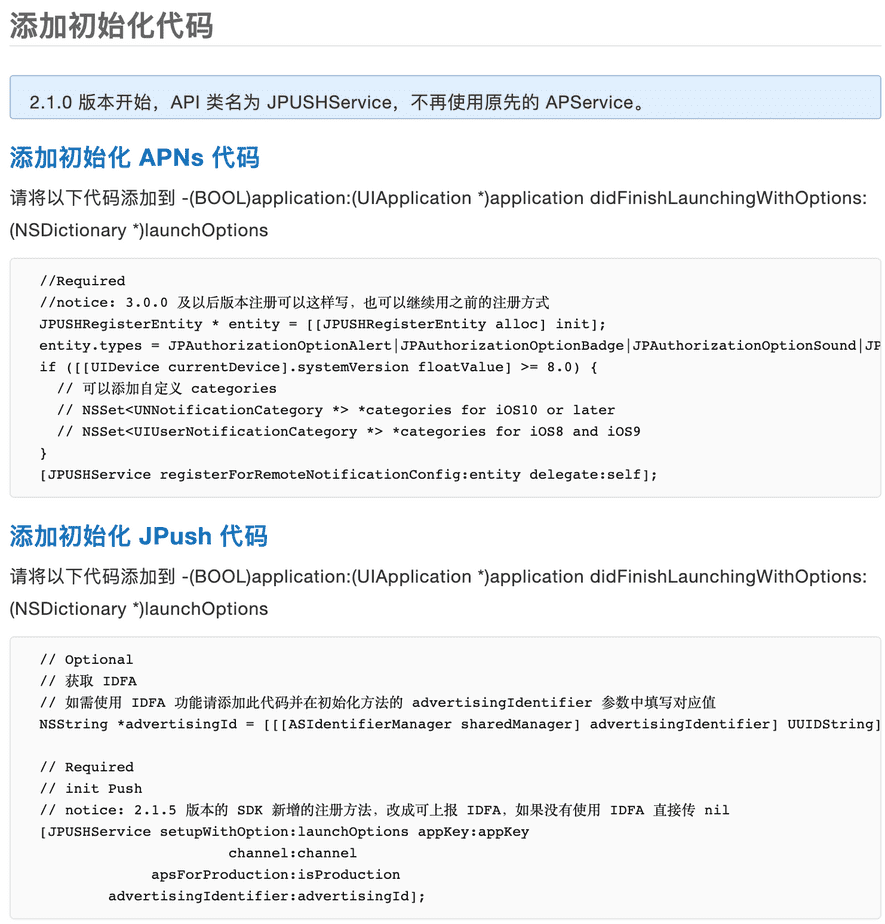 添加初始化代码
2.1.0 版本开始，API 类名为 JPUSHService，不再使用原先的 APService。
添加初始化 APNs 代码
请将以下代码添加到 -(BOOL)application:(UIApplication *)application didFinishLaunchingWithOptions:
(NSDictionary *)launchOptions
//Required
//notice: 3.0.0 及以后版本注册可以这样写，也可以继续用之前的注册方式
JPUSHRegisterEntity * entity = [[JPUSHRegisterEntity alloc] init];
entity.types = JPAuthorizationOptionAlert|JPAuthorizationOptionBadge|JPAuthorizationOptionSound|JP
if ([[UIDevice currentDevice].systemVersion floatValue] >= 8.0) {
  // 可以添加自定义 categories
  // NSSet<UNNotificationCategory *> *categories for iOS10 or later
  // NSSet<UIUserNotificationCategory *> *categories for iOS8 and iOS9
}
[JPUSHService registerForRemoteNotificationConfig:entity delegate:self];
添加初始化 JPush 代码
请将以下代码添加到 -(BOOL)application:(UIApplication *)application didFinishLaunchingWithOptions:
(NSDictionary *)launchOptions
// Optional
// 获取 IDFA
// 如需使用 IDFA 功能请添加此代码并在初始化方法的 advertisingIdentifier 参数中填写对应值
NSString *advertisingId = [[[ASIdentifierManager sharedManager] advertisingIdentifier] UUIDString]
// Required
// init Push
// notice: 2.1.5 版本的 SDK 新增的注册方法，改成可上报 IDFA，如果没有使用 IDFA 直接传 nil
[JPUSHService setupWithOption:launchOptions appKey:appKey
                      channel:channel
             apsForProduction:isProduction
        advertisingIdentifier:advertisingId];